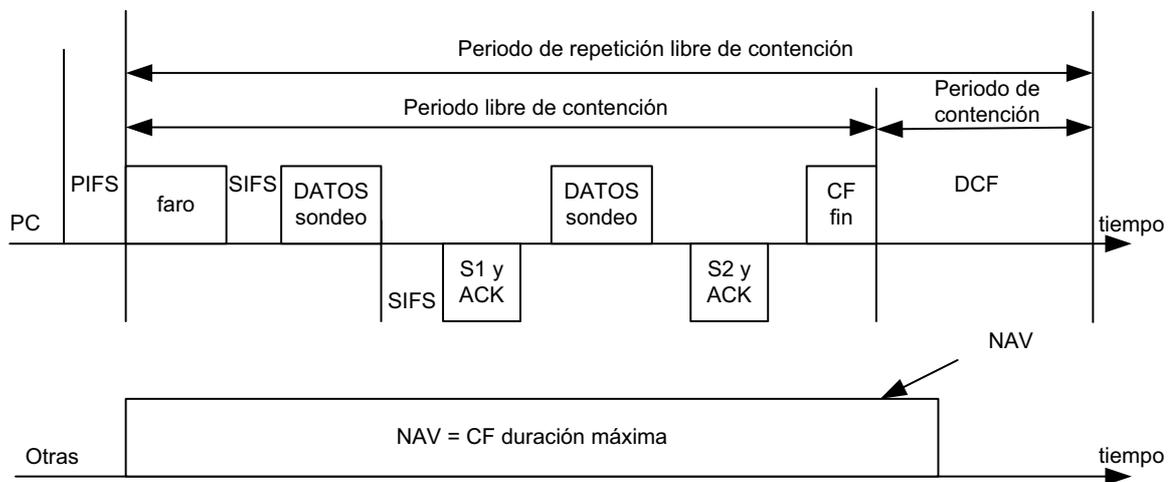 Periodo de repetición libre de contención
Periodo libre de contención
Periodo de
contención
PIFS
faro
SIFS
DATOS
sondeo
DATOS
sondeo
CF
fin
DCF
PC
tiempo
SIFS
S1 y
ACK
S2 y
ACK
NAV
NAV = CF duración máxima
Otras
tiempo